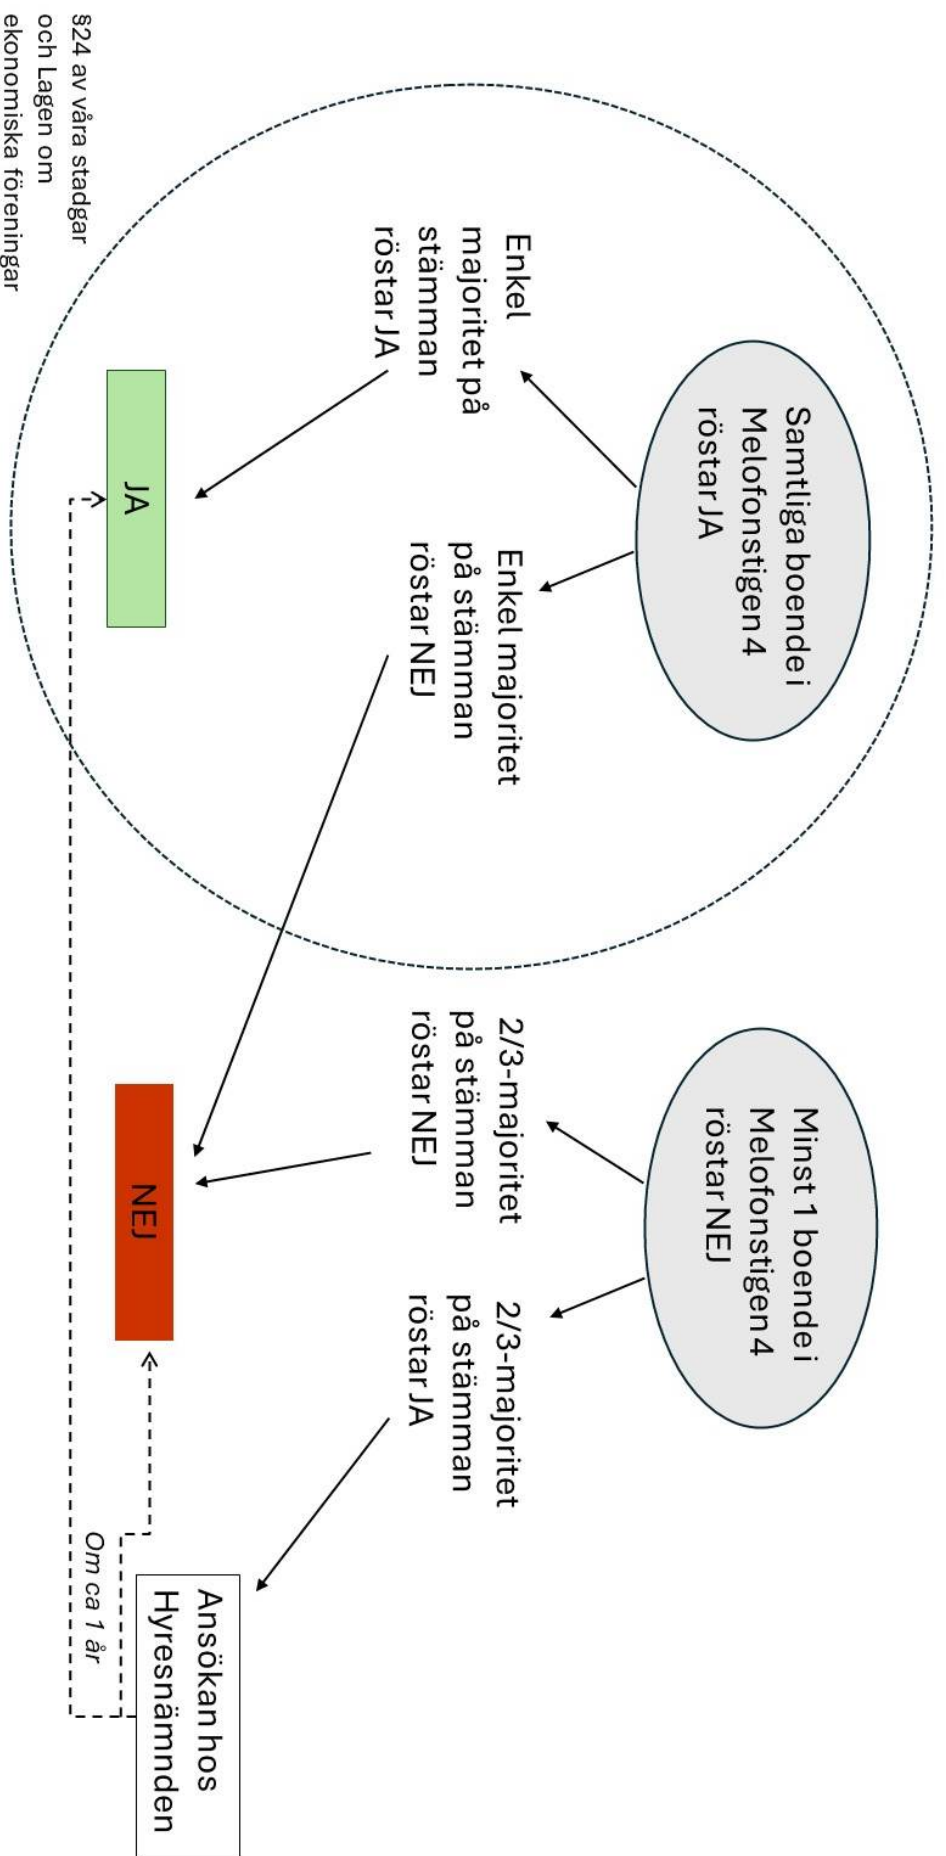 Samtliga boende i
Melofonstigen 4
röstar JA
Minst 1 boende i
Melofonstigen 4
röstar NEJ
Enkel
majoritet på
stämman
röstar JA
Enkel majoritet
på stämman
röstar NEJ
2/3-majoritet
på stämman
röstar NEJ
2/3-majoritet
på stämman
röstar JA
JA
NEJ
Ansökan hos
Hyresnämnden
Om ca 1 år
§24 av våra stadgar
och Lagen om
ekonomiska föreningar